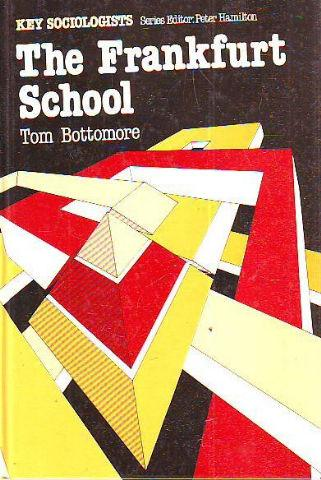 KEY SOCIOLOGISTS Series Editor: Peter Hamilton
The Frankfurt
School
Tom Bottomore